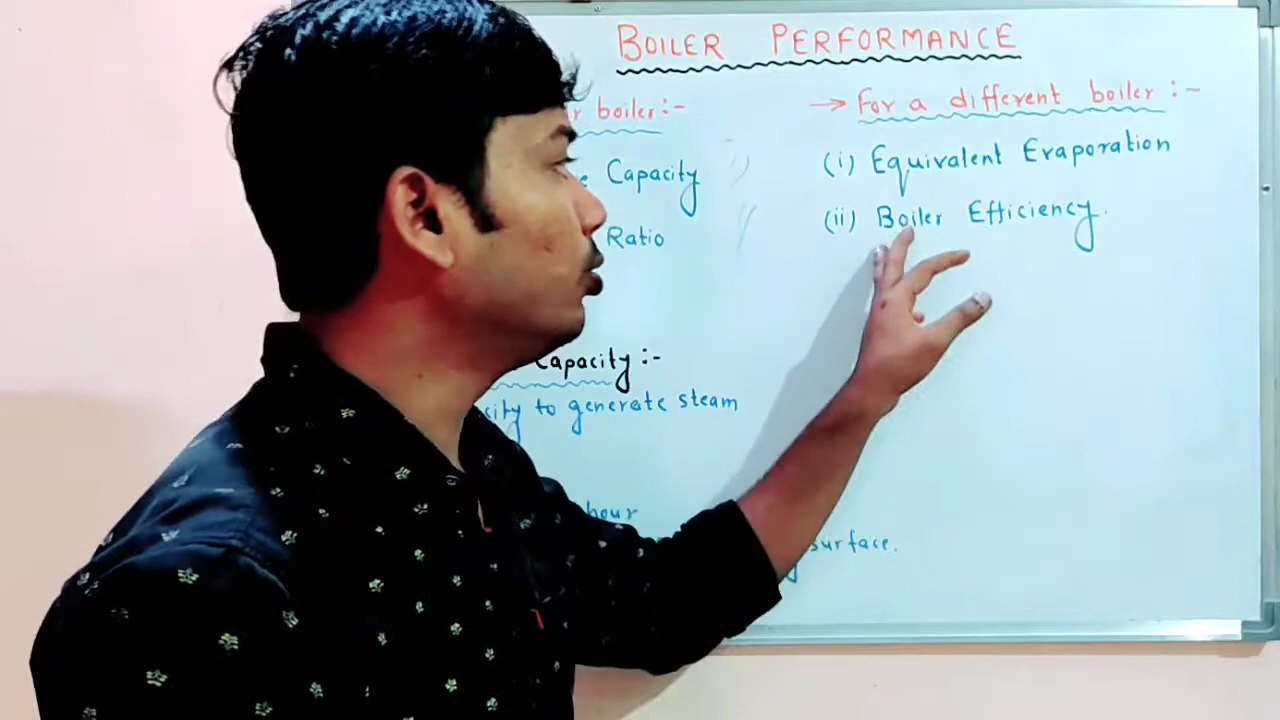 BOILER PERFORMANCE
boiler:-
Capacity
Ratio
→ For a different boiler :-
(i) Equivalent Evaporation
(ii) Boiler Efficiency.
Capacity :-
to generate steam
hour
surface.